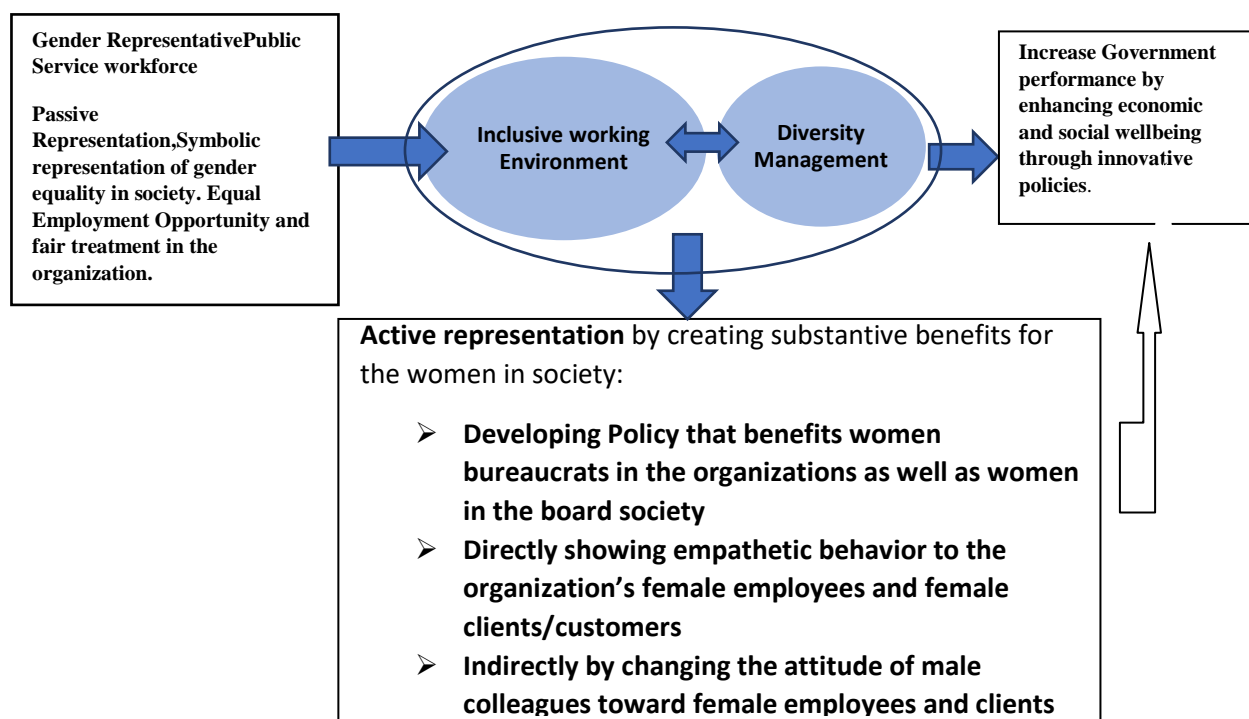 Gender RepresentativePublic
Service workforce
Passive
Representation,Symbolic
representation of gender
equality in society. Equal
Employment Opportunity and
fair treatment in the
organization.
Inclusive working
Environment
Diversity
Management
Increase Government
performance by
enhancing economic
and social wellbeing
through innovative
policies.
Active representation by creating substantive benefits for
the women in society:
➢ Developing Policy that benefits women
bureaucrats in the organizations as well as women
in the board society
➢ Directly showing empathetic behavior to the
organization’s female employees and female
clients/customers
➢ Indirectly by changing the attitude of male
colleagues toward female employees and clients